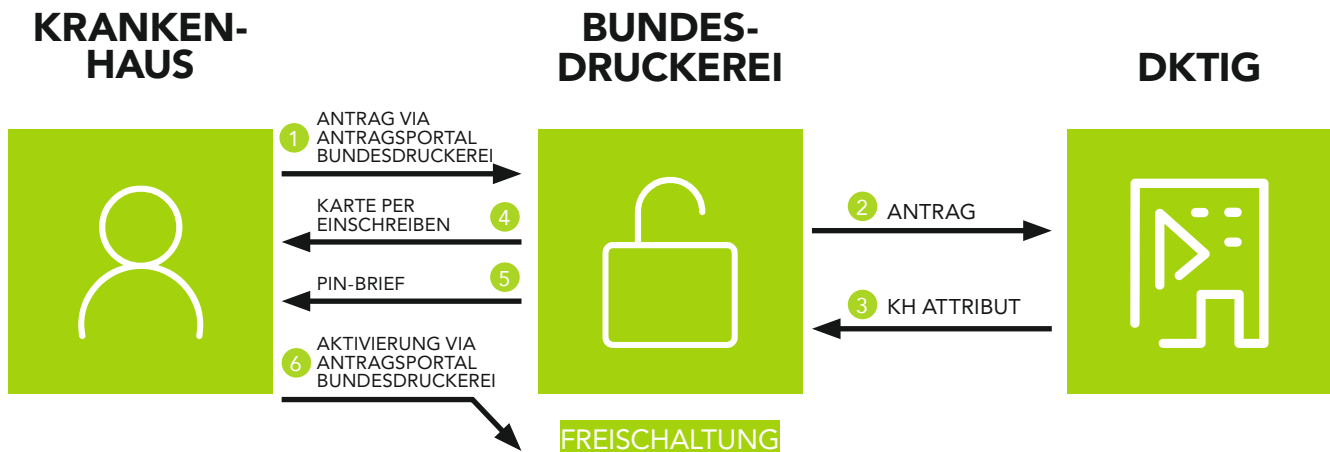 KRANKEN-
HAUS
BUNDES-
DRUCKEREI
DKTIG
1 ANTRAG VIA
ANTRAGSPORTAL
BUNDESDRUCKEREI
2 ANTRAG
3 KH ATTRIBUT
KARTE PER
EINSCHREIBEN 4
PIN-BRIEF 5
6 AKTIVIERUNG VIA
ANTRAGSPORTAL
BUNDESDRUCKEREI
FREISCHALTUNG